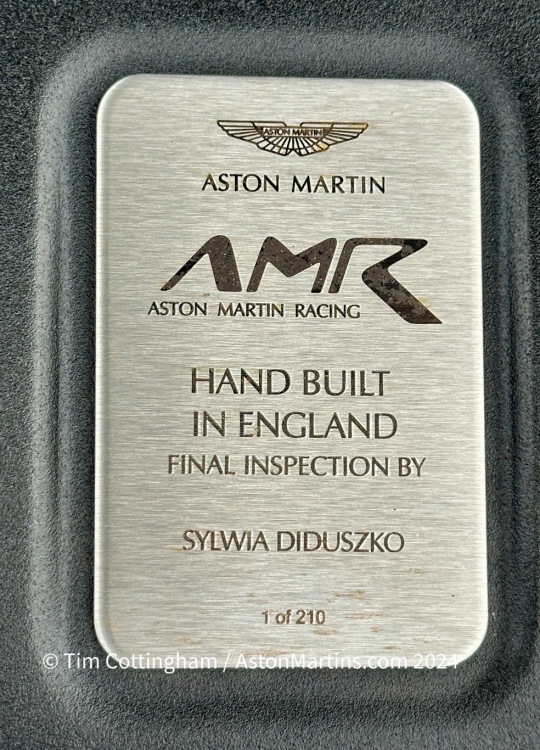 ASTON MARTIN
ASTON MARTIN
AMR
ASTON MARTIN RACING
HAND BUILT
IN ENGLAND
FINAL INSPECTION BY
SYLWIA DIDUSZKO
1 of 210
© Tim Cottingham / AstonMartins.com 2024